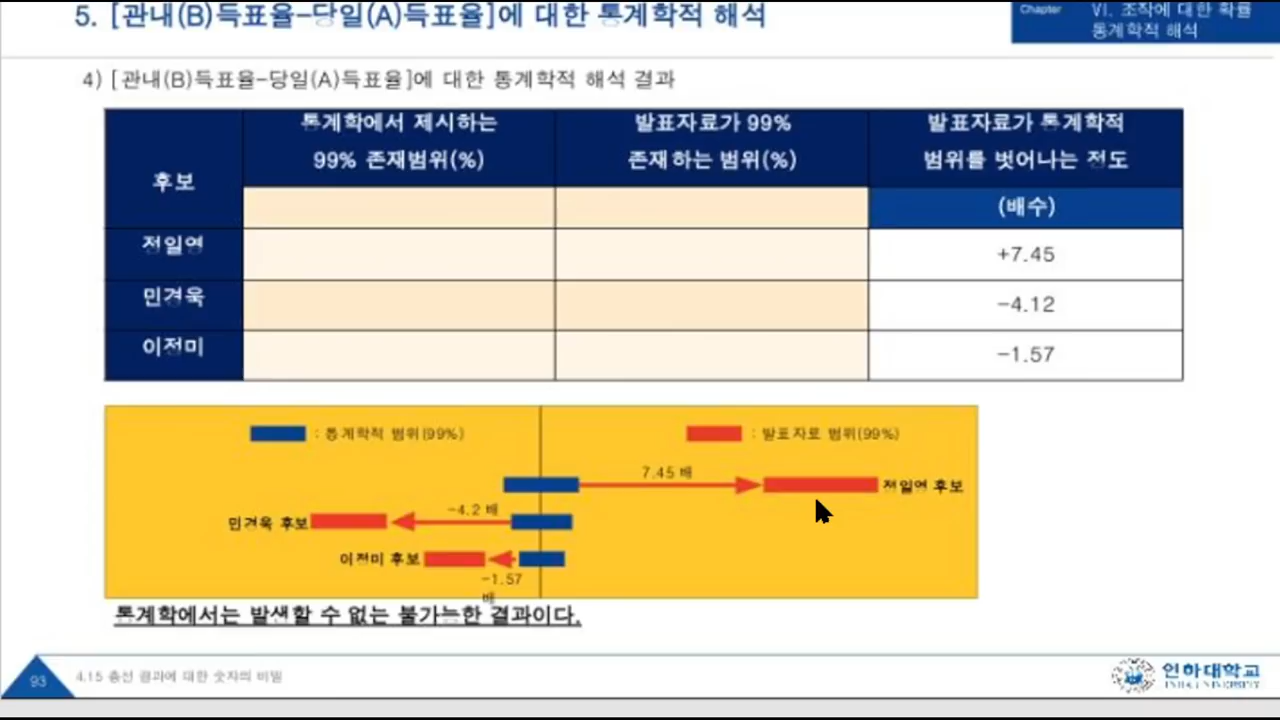 5. [관내(B)득표율-당일(A)득표율]에 대한 통계학적 해석
Chapter
VI. 조작에 대한 확률
통계학적 해석
4) [관내(B)득표율-당일(A)득표율]에 대한 통계학적 해석 결과
후보
통계학에서 제시하는
99% 존재범위(%)
발표자료가 99%
존재하는 범위(%)
발표자료가 통계학적
범위를 벗어나는 정도
(배수)
정일영
+7.45
민경욱
-4.12
이정미
-1.57
: 통계학적 범위(99%)
: 발표자료 범위(99%)
7.45 배
정일영 후보
-4.2 배
민경욱 후보
이정미 후보
-1.57
배
통계학에서는 발생할 수 없는 불가능한 결과이다.
93
4.15 총선 결과에 대한 숫자의 비밀
인하대학교
INHA UNIVERSITY